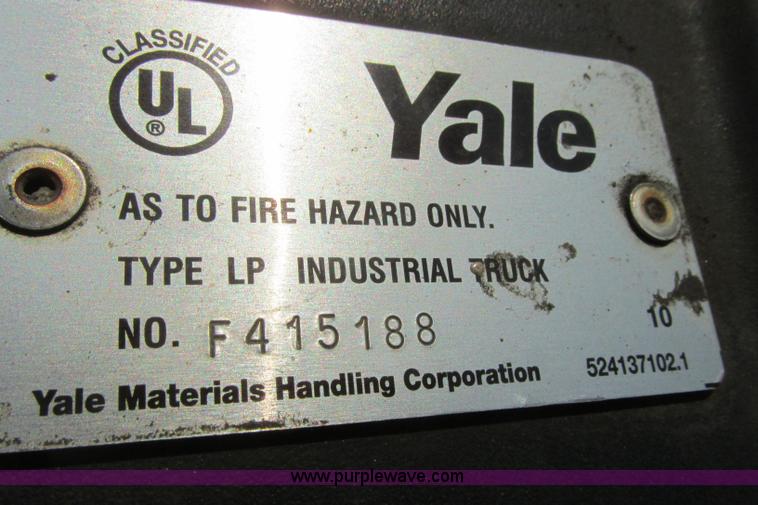 CLASSIFIED
UL ®
Yale
AS TO FIRE HAZARD ONLY.
TYPE LP INDUSTRIAL TRUCK
NO. F415188
10
Yale Materials Handling Corporation 524137102.1
www.purplewave.com